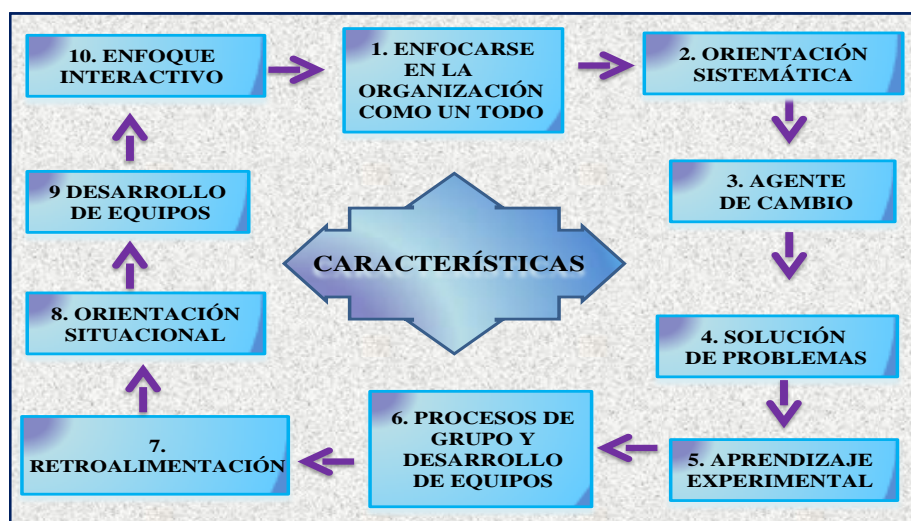 10. ENFOQUE
INTERACTIVO
1. ENFOCARSE
EN LA
ORGANIZACIÓN
COMO UN TODO
2. ORIENTACIÓN
SISTEMÁTICA
9 DESARROLLO
DE EQUIPOS
3. AGENTE
DE CAMBIO
CARACTERÍSTICAS
8. ORIENTACIÓN
SITUACIONAL
4. SOLUCIÓN
DE PROBLEMAS
7.
RETROALIMENTACIÓN
6. PROCESOS DE
GRUPO Y
DESARROLLO
DE EQUIPOS
5. APRENDIZAJE
EXPERIMENTAL